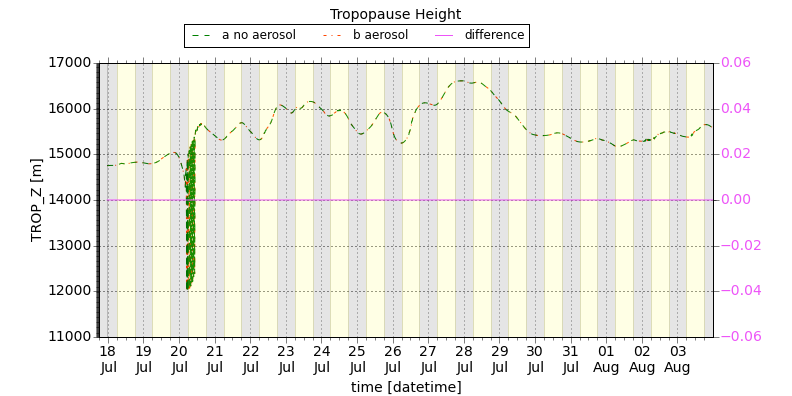 Tropopause Height
a no aerosol b aerosol difference
17000
16000
15000
14000
13000
12000
11000
TROP_Z [m]
0.06
0.04
0.02
0.00
−0.02
−0.04
−0.06
18 19 20 21 22 23 24 25 26 27 28 29 30 31 01 02 03
Jul Jul Jul Jul Jul Jul Jul Jul Jul Jul Jul Jul Jul Jul Aug Aug Aug
time [datetime]